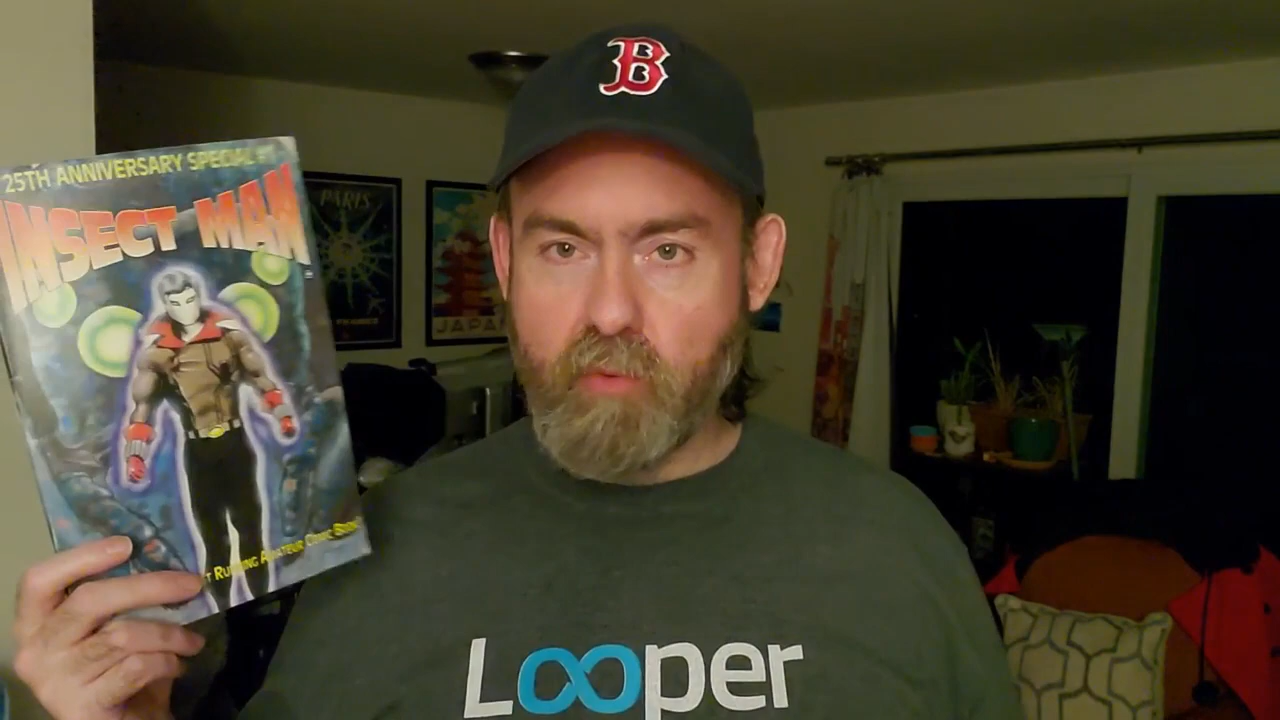 25TH ANNIVERSARY SPECIAL #1
INSECT MAN
T RUNNING AMATEUR COMIC BOOK
PARIS
JAPAN
B
Looper